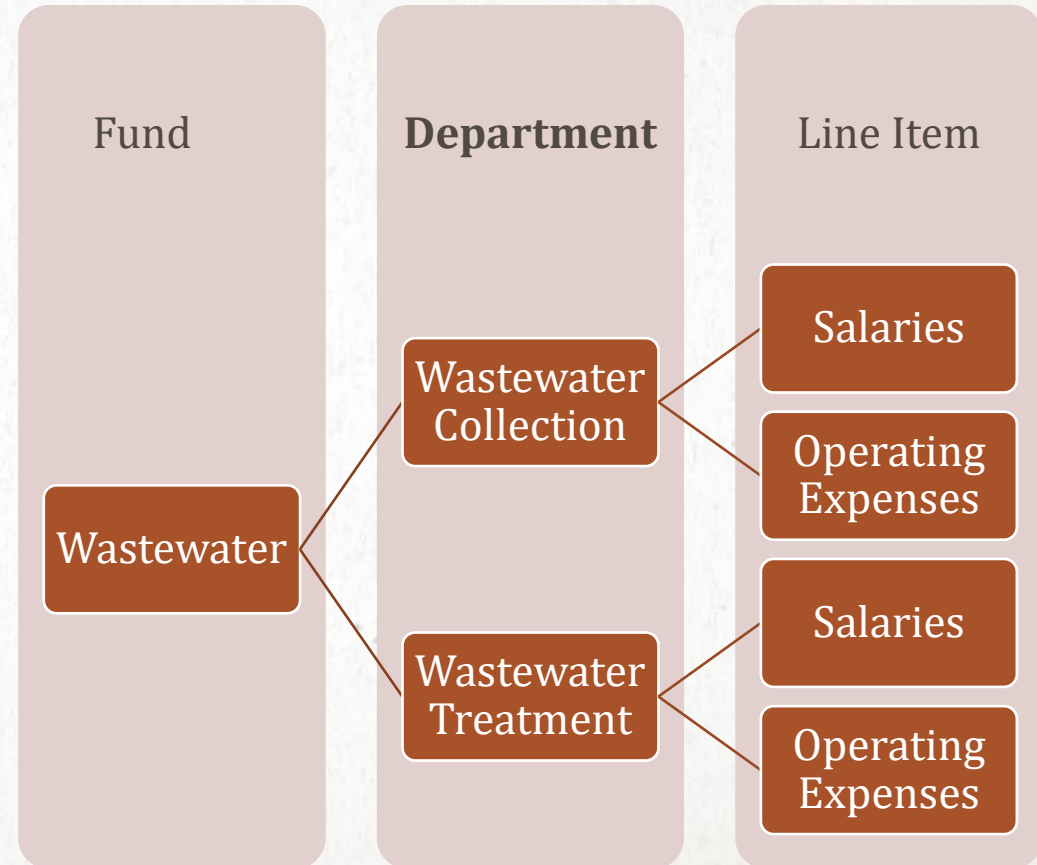 Fund
Department
Line Item
Wastewater
Wastewater
Collection
Wastewater
Treatment
Salaries
Operating
Expenses
Salaries
Operating
Expenses